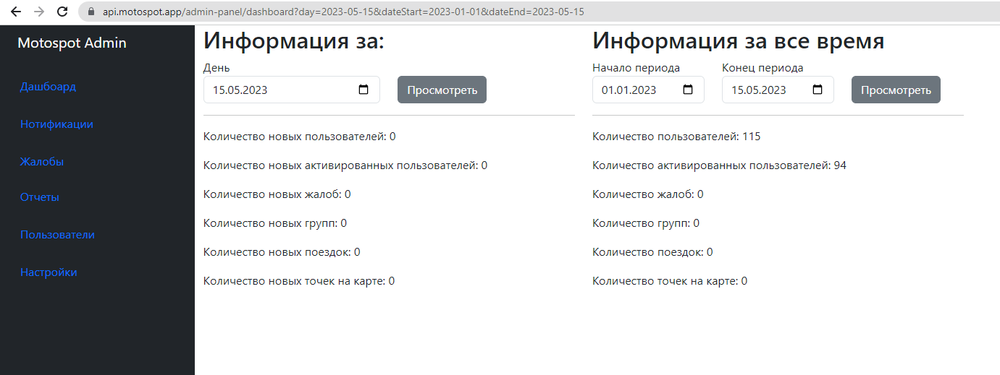 api.motospot.app/admin-panel/dashboard?day=2023-05-15&dateStart=2023-01-01&dateEnd=2023-05-15
Motospot Admin
Дашбоард
Нотификации
Жалобы
Отчеты
Пользователи
Настройки
Информация за:
День
15.05.2023 Просмотреть
Количество новых пользователей: 0
Количество новых активированных пользователей: 0
Количество новых жалоб: 0
Количество новых групп: 0
Количество новых поездок: 0
Количество новых точек на карте: 0
Информация за все время
Начало периода Конец периода
01.01.2023 15.05.2023 Просмотреть
Количество пользователей: 115
Количество активированных пользователей: 94
Количество жалоб: 0
Количество групп: 0
Количество поездок: 0
Количество точек на карте: 0